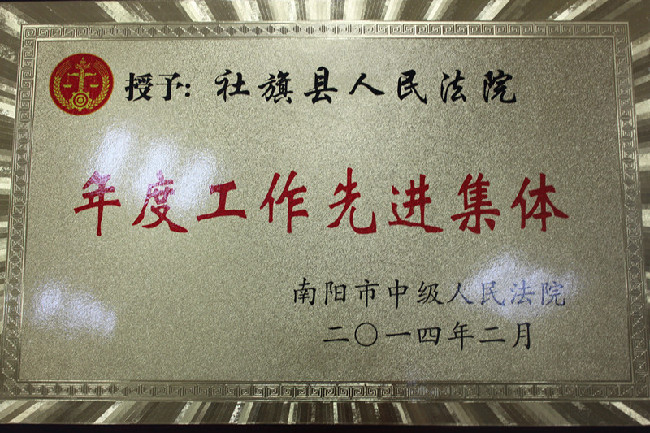 授予：社旗县人民法院
年度工作先进集体
南阳市中级人民法院
二〇一四年二月